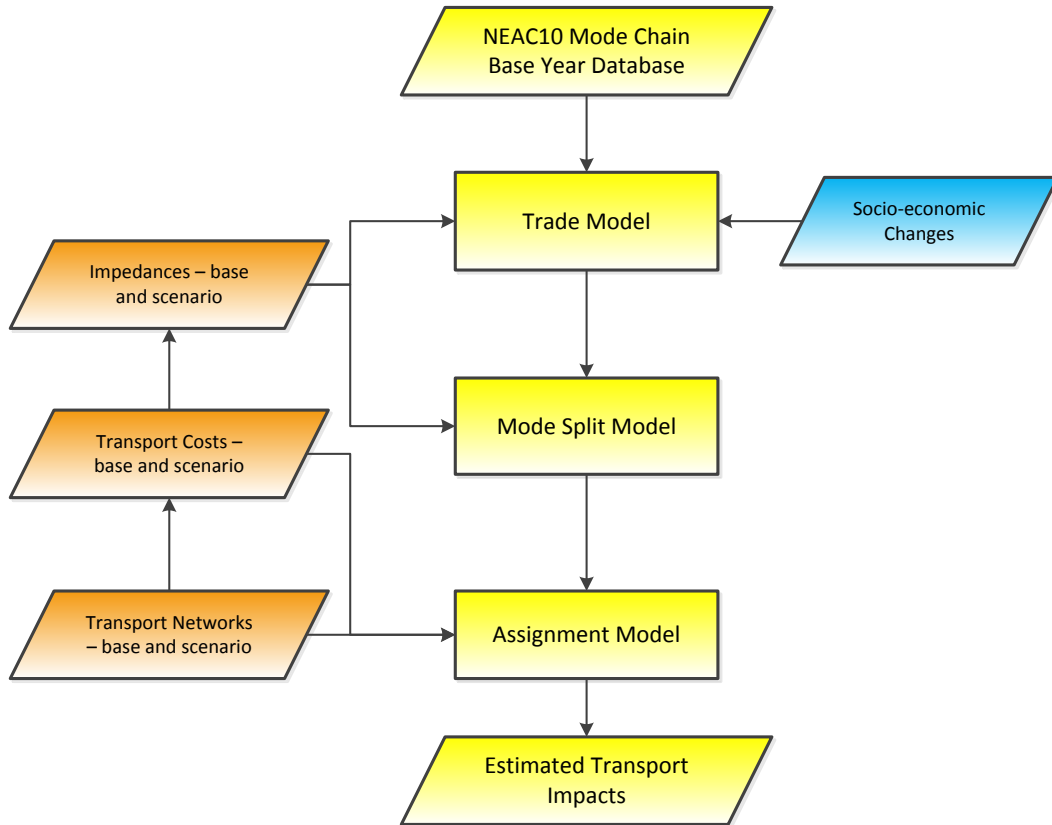 NEAC10 Mode Chain
Base Year Database
Trade Model
Socio-economic
Changes
Impedances – base
and scenario
Mode Split Model
Transport Costs –
base and scenario
Assignment Model
Transport Networks
– base and scenario
Estimated Transport
Impacts